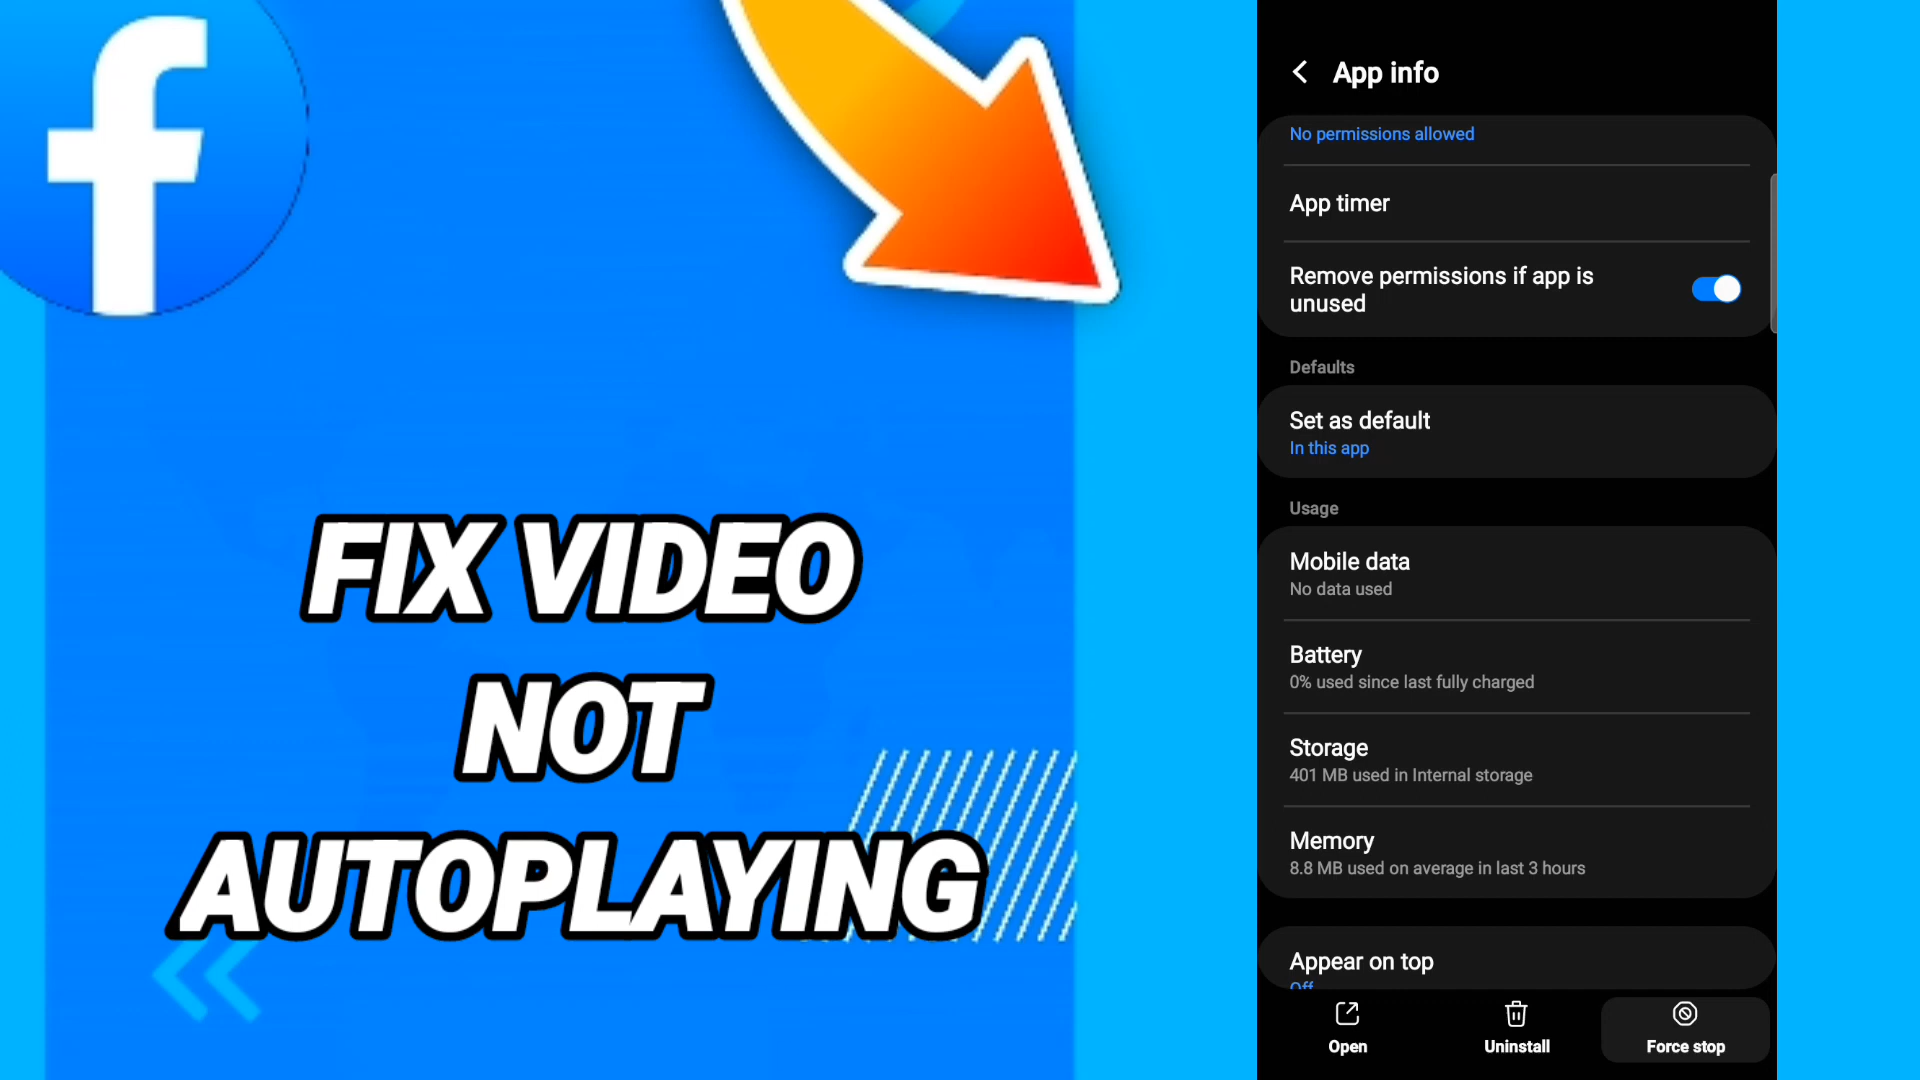 f
FIX VIDEO
NOT
AUTOPLAYING
App info
No permissions allowed
App timer
Remove permissions if app is
unused
Defaults
Set as default
In this app
Usage
Mobile data
No data used
Battery
0% used since last fully charged
Storage
401 MB used in Internal storage
Memory
8.8 MB used on average in last 3 hours
Appear on top
Off
Open
Uninstall
Force stop